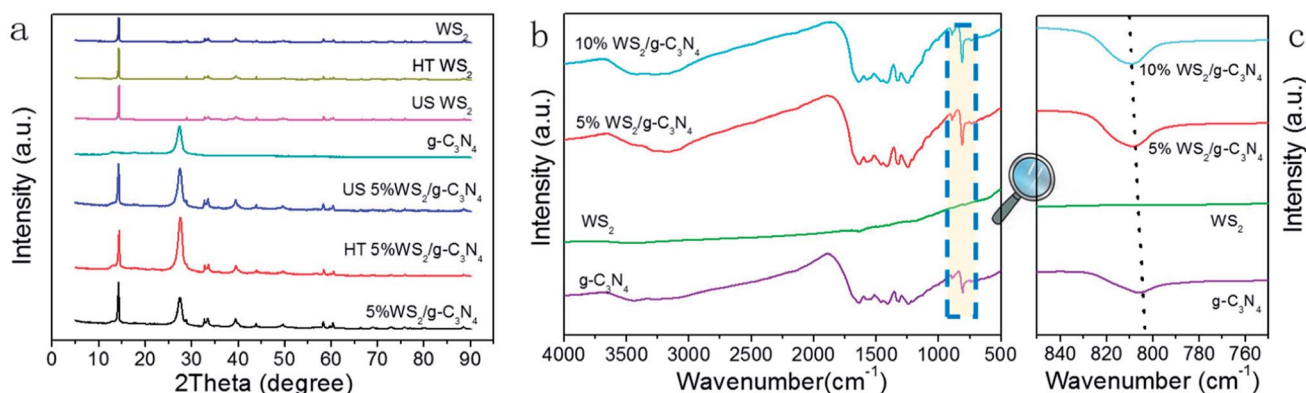 a
WS2
HT WS2
US WS2
g-C3N4
US 5%WS2/g-C3N4
HT 5%WS2/g-C3N4
5%WS2/g-C3N4
Intensity (a.u.)
0 10 20 30 40 50 60 70 80 90
2Theta (degree)
b
10% WS2/g-C3N4
5% WS2/g-C3N4
WS2
g-C3N4
Intensity (a.u.)
4000 3500 3000 2500 2000 1500 1000 500
Wavenumber(cm-1)
c
10% WS2/g-C3N4
5% WS2/g-C3N4
WS2
g-C3N4
Intensity (a.u.)
840 820 800 780 760
Wavenumber (cm-1)